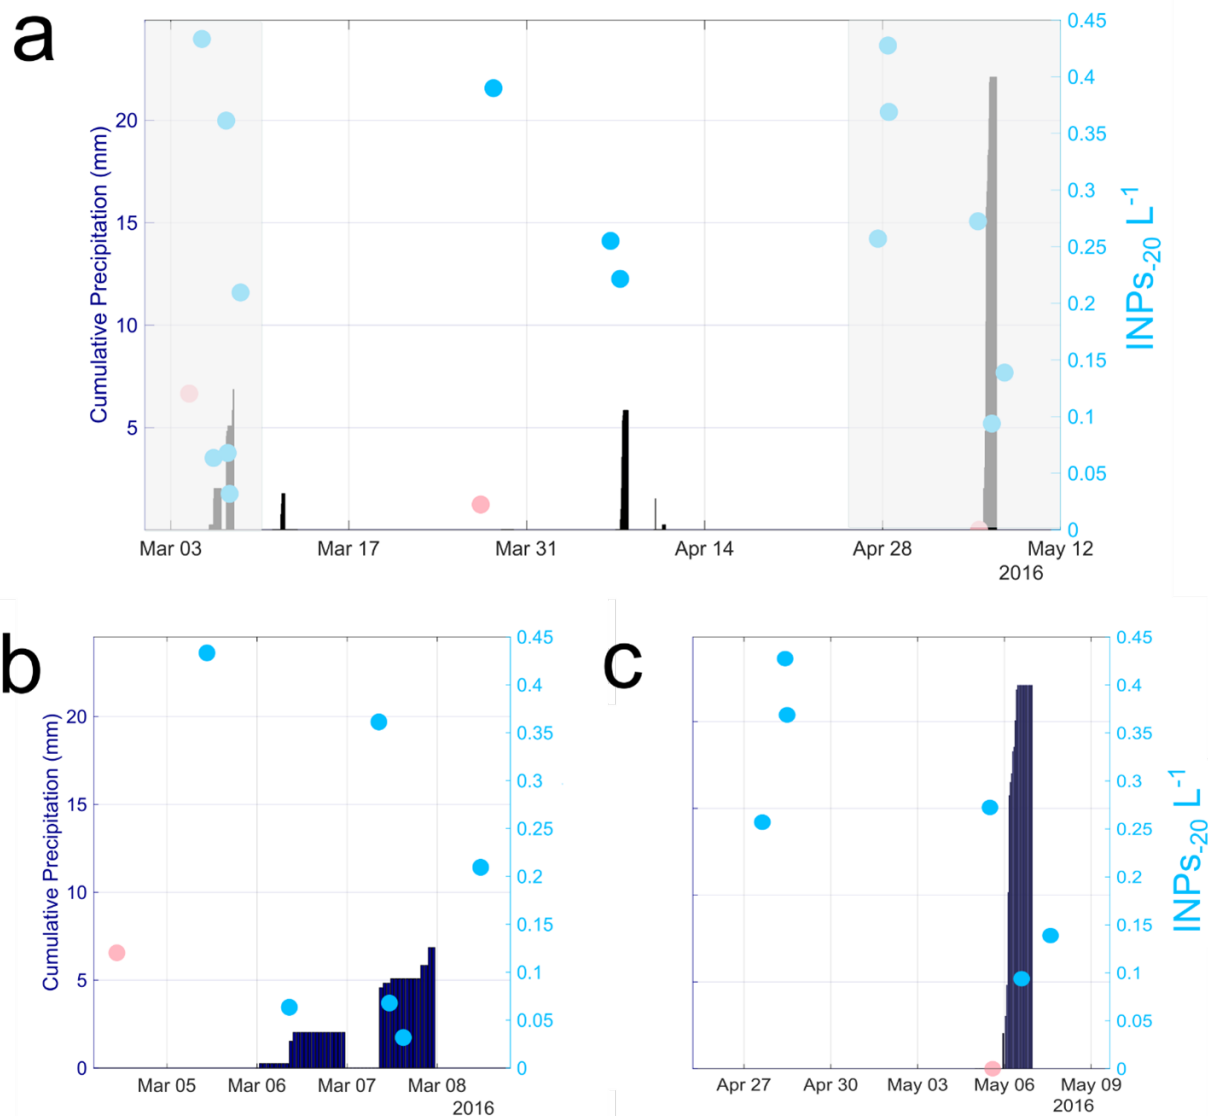 a
Cumulative Precipitation (mm)
20
15
10
5
0.45
0.4
0.35
0.3
0.25
0.2
0.15
0.1
0.05
0
INPs-20 L-1
Mar 03
Mar 17
Mar 31
Apr 14
Apr 28
May 12
2016
b
Cumulative Precipitation (mm)
20
15
10
5
0
0.45
0.4
0.35
0.3
0.25
0.2
0.15
0.1
0.05
0
Mar 05
Mar 06
Mar 07
Mar 08
2016
c
0.45
0.4
0.35
0.3
0.25
0.2
0.15
0.1
0.05
0
INPs-20 L-1
Apr 27
Apr 30
May 03
May 06
May 09
2016